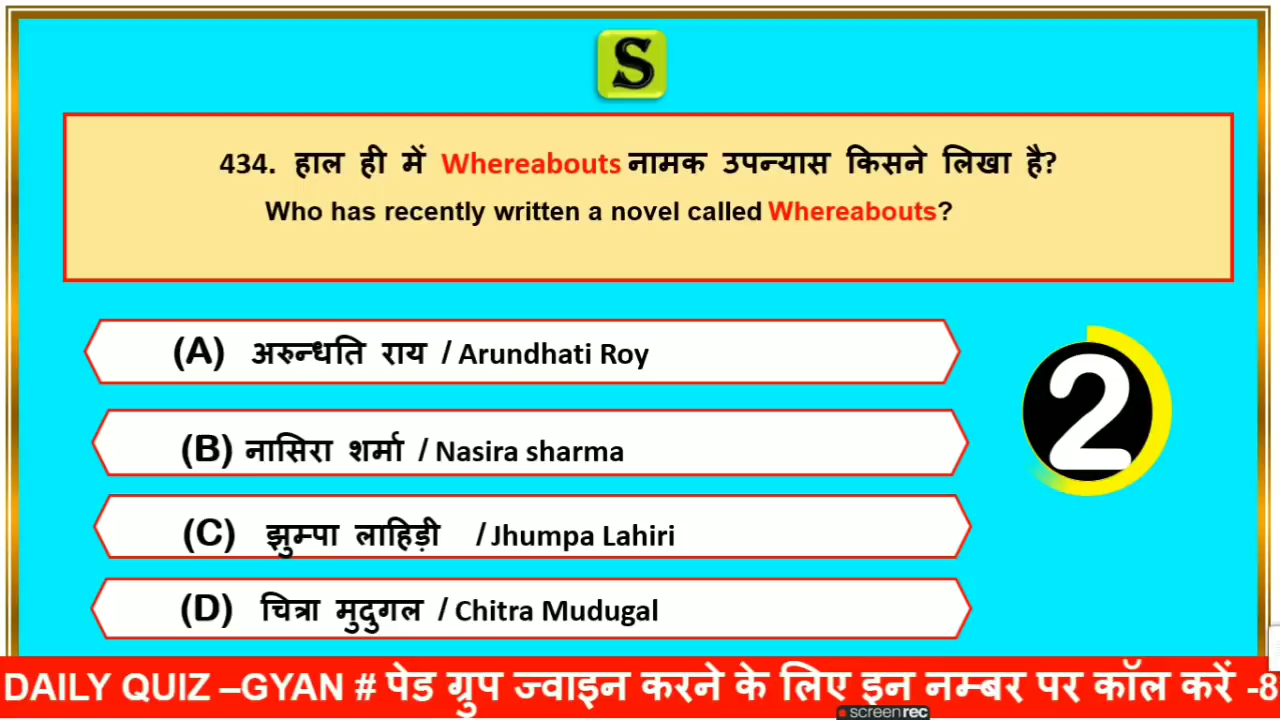 S
434. हाल ही में Whereabouts नामक उपन्यास किसने लिखा है?
Who has recently written a novel called Whereabouts?
(A) अरुन्धति राय / Arundhati Roy
(B) नासिरा शर्मा / Nasira sharma
(C) झुम्पा लाहिड़ी / Jhumpa Lahiri
(D) चित्रा मुदुगल / Chitra Mudugal
2
DAILY QUIZ –GYAN # पेड ग्रुप ज्वाइन करने के लिए इन नम्बर पर कॉल करें -8
screenrec